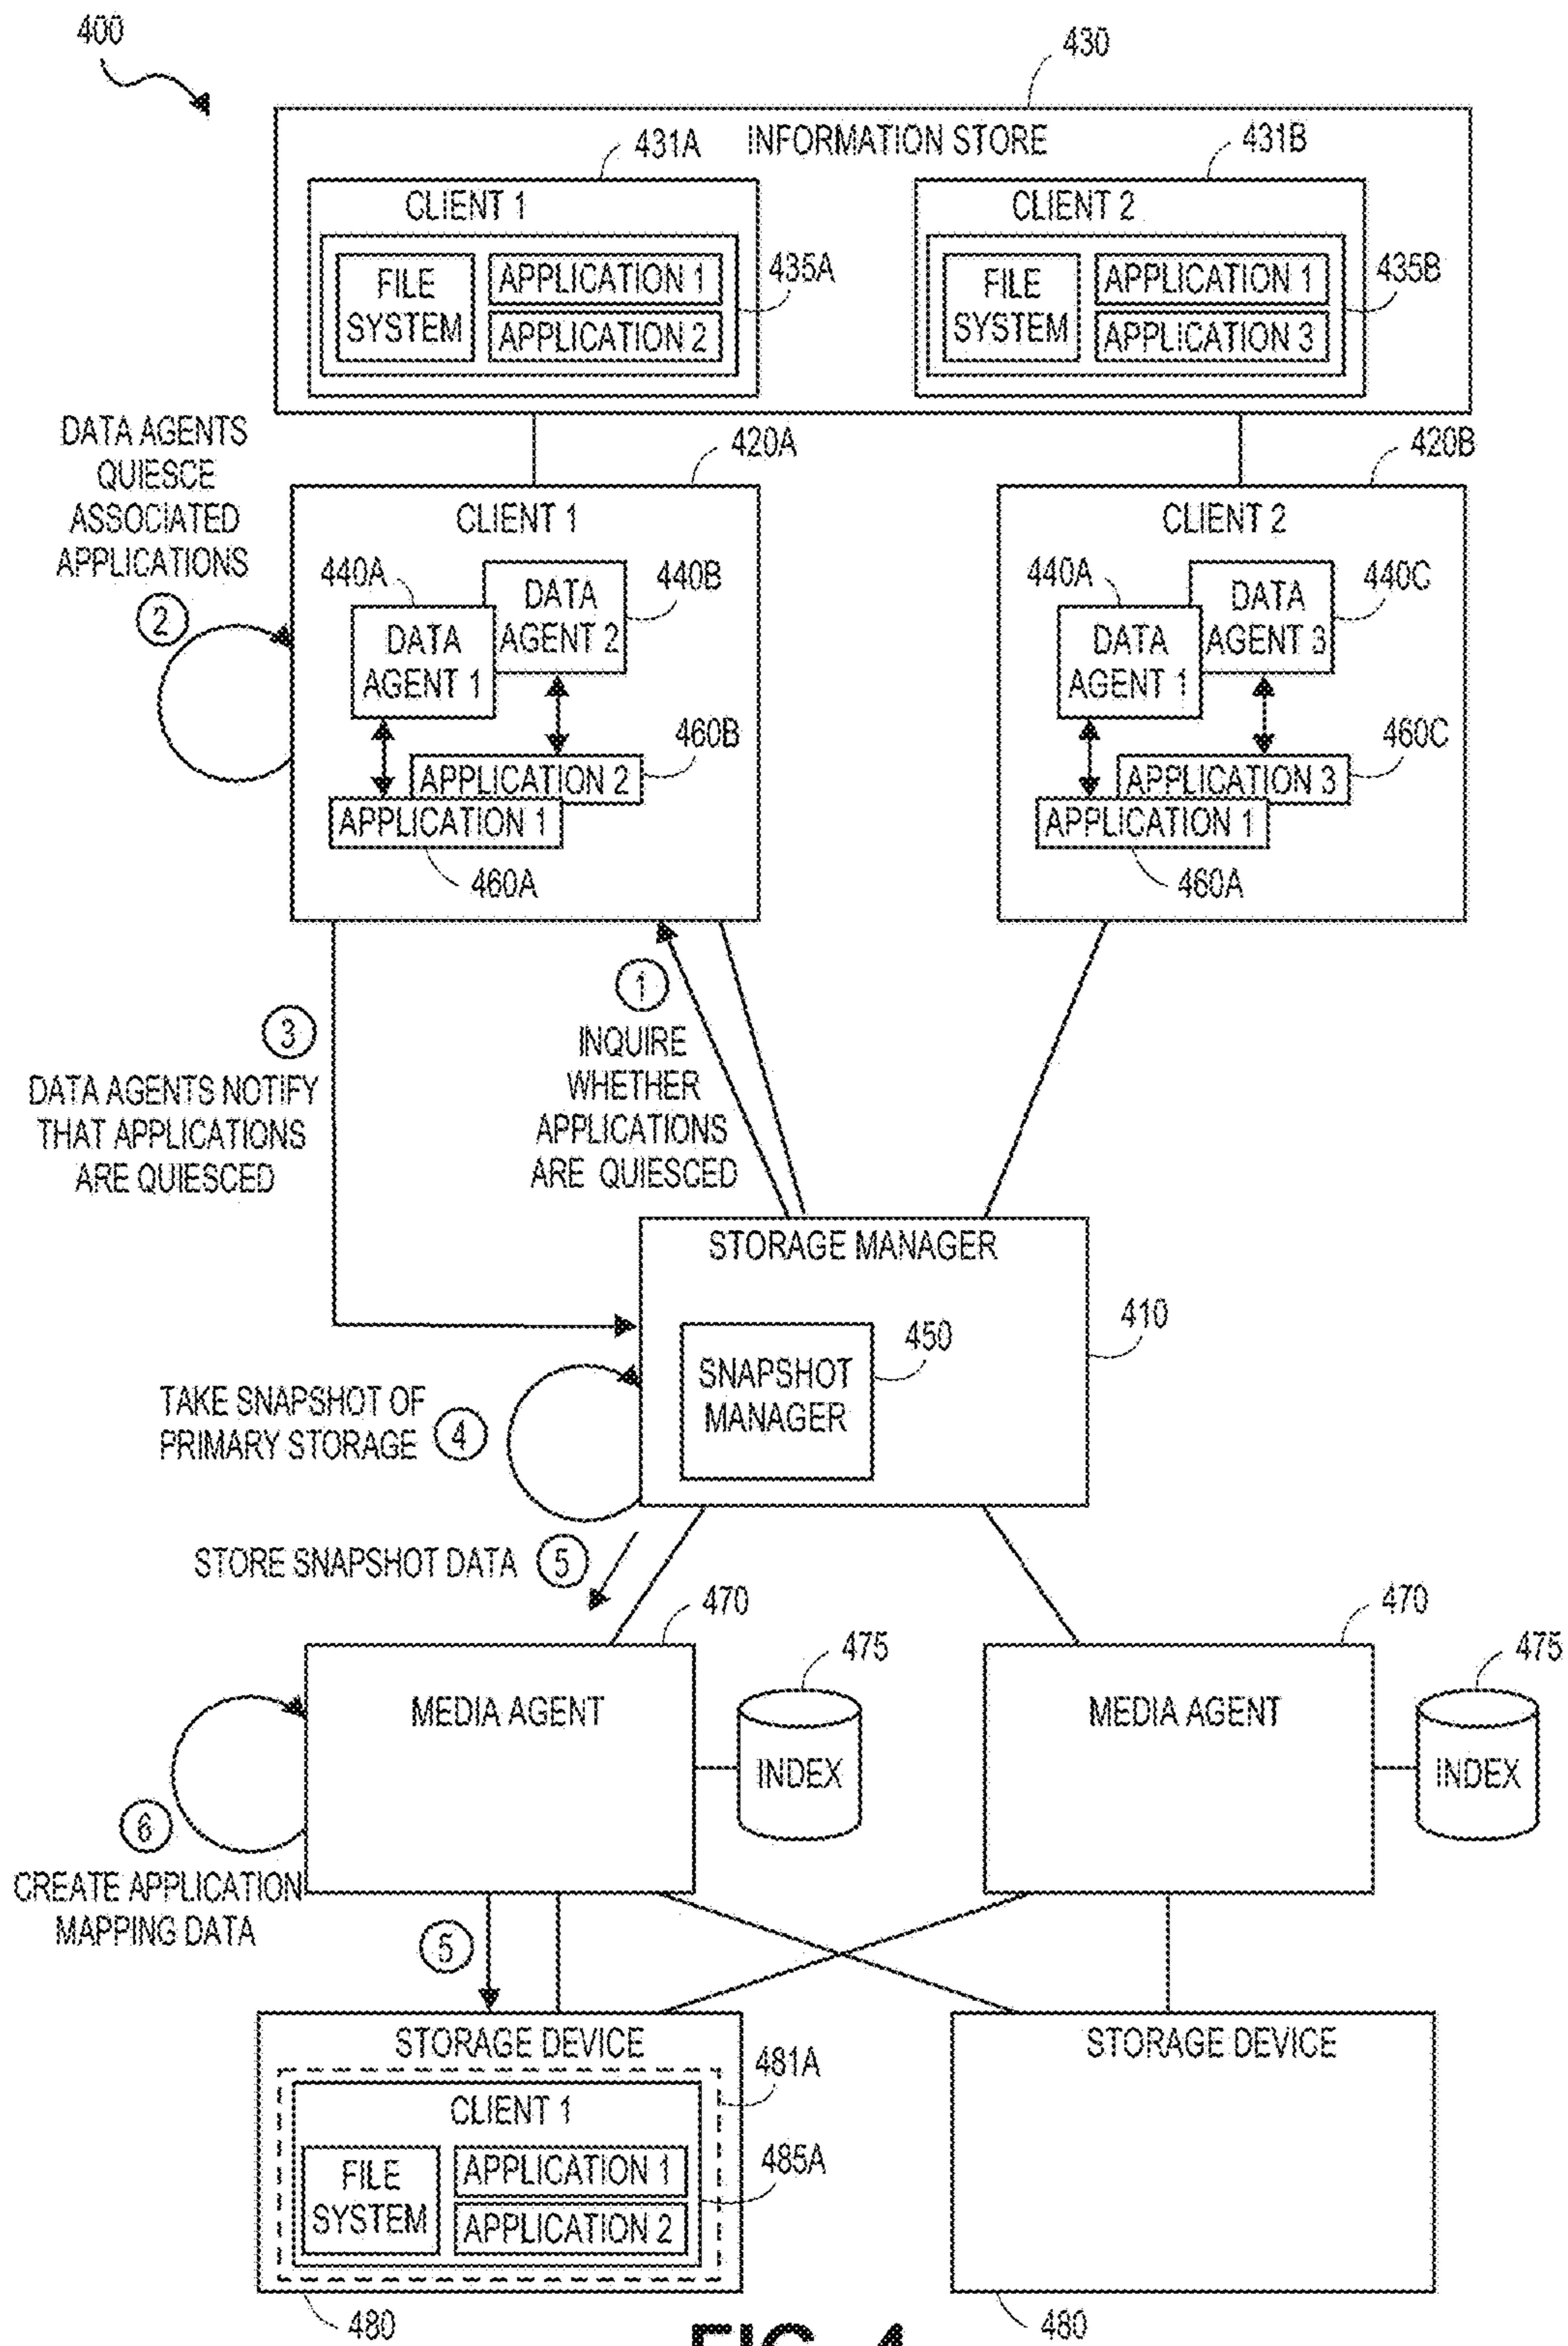 400
430
INFORMATION STORE
431A
431B
CLIENT 1
CLIENT 2
FILE
SYSTEM
APPLICATION 1
APPLICATION 2
435A
FILE
SYSTEM
APPLICATION 1
APPLICATION 3
435B
DATA AGENTS
QUIESCE
ASSOCIATED
APPLICATIONS
2
420A
420B
CLIENT 1
440A
440B
DATA
AGENT 2
DATA
AGENT 1
460B
APPLICATION 2
APPLICATION 1
460A
CLIENT 2
440A
440C
DATA
AGENT 3
DATA
AGENT 1
460C
APPLICATION 3
APPLICATION 1
460A
3
DATA AGENTS NOTIFY
THAT APPLICATIONS
ARE QUIESCED
1
INQUIRE
WHETHER
APPLICATIONS
ARE QUIESCED
STORAGE MANAGER
410
450
SNAPSHOT
MANAGER
TAKE SNAPSHOT OF
PRIMARY STORAGE
4
STORE SNAPSHOT DATA
5
470
MEDIA AGENT
475
INDEX
470
MEDIA AGENT
475
INDEX
6
CREATE APPLICATION
MAPPING DATA
5
STORAGE DEVICE
481A
CLIENT 1
FILE
SYSTEM
APPLICATION 1
APPLICATION 2
485A
480
STORAGE DEVICE
480
FIG. 4